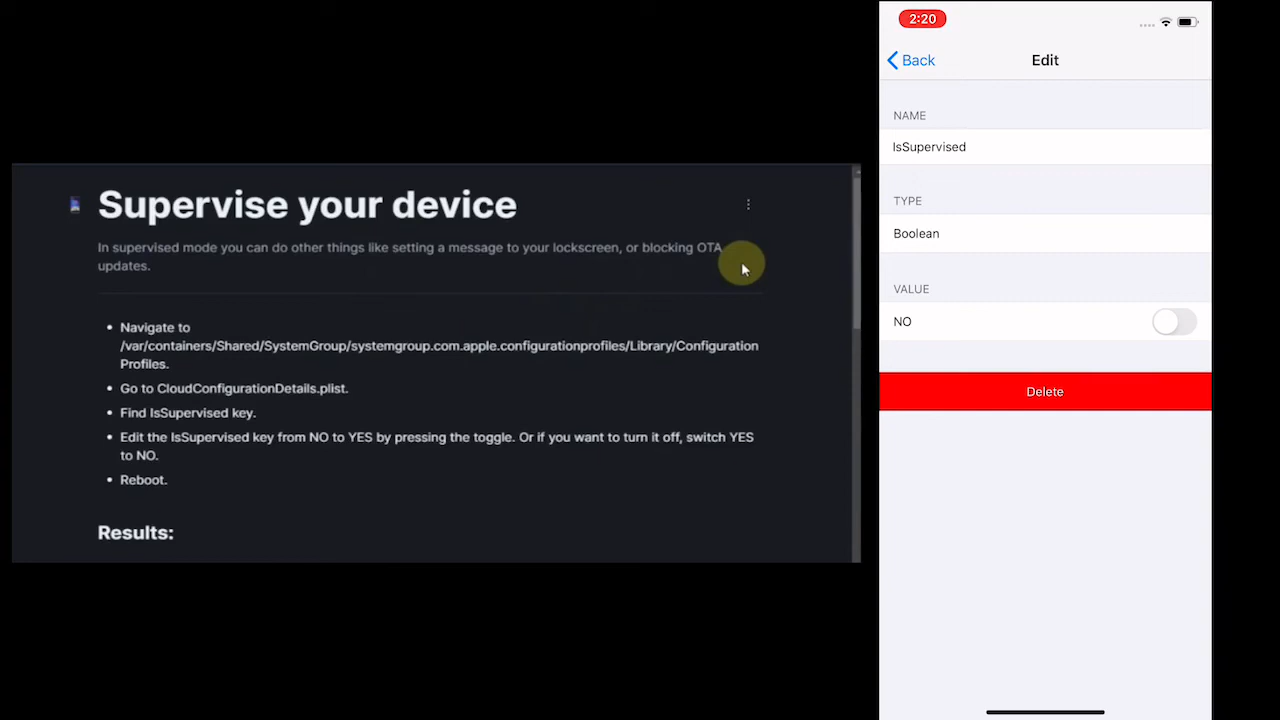 Supervise your device
In supervised mode you can do other things like setting a message to your lockscreen, or blocking OTA
updates.
• Navigate to
/var/containers/Shared/SystemGroup/systemgroup.com.apple.configurationprofiles/Library/Configuration
Profiles.
• Go to CloudConfigurationDetails.plist.
• Find IsSupervised key.
• Edit the IsSupervised key from NO to YES by pressing the toggle. Or if you want to turn it off, switch YES
to NO.
• Reboot.
Results:
2:20
Back
Edit
NAME
IsSupervised
TYPE
Boolean
VALUE
NO
Delete